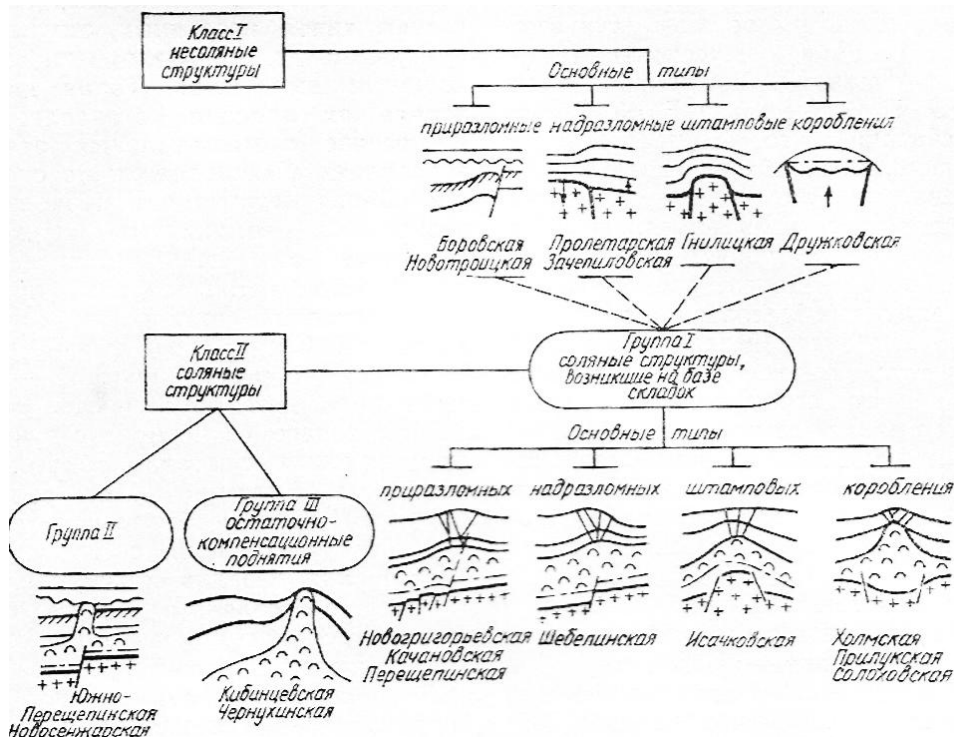 Класс I
несоляные
структуры
Основные типы
приразломные надразломные штамповые коробления
Боровская
Новотроицкая
Пролетарская
Зачепиловская
Гнилицкая
Дружковская
Класс II
соляные
структуры
Группа I
соляные структуры,
возникшие на базе
складок
Основные типы
приразломных надразломных штамповых коробления
Группа II
Группа III
остаточно-
компенсационные
поднятия
Новогригорьевская
Качановская
Перещепинская
Шебелинская
Исачковская
Холмская
Прилукская
Солоховская
Южно-
Перещепинская
Новосенжарская
Кибинцевская
Чернухинская